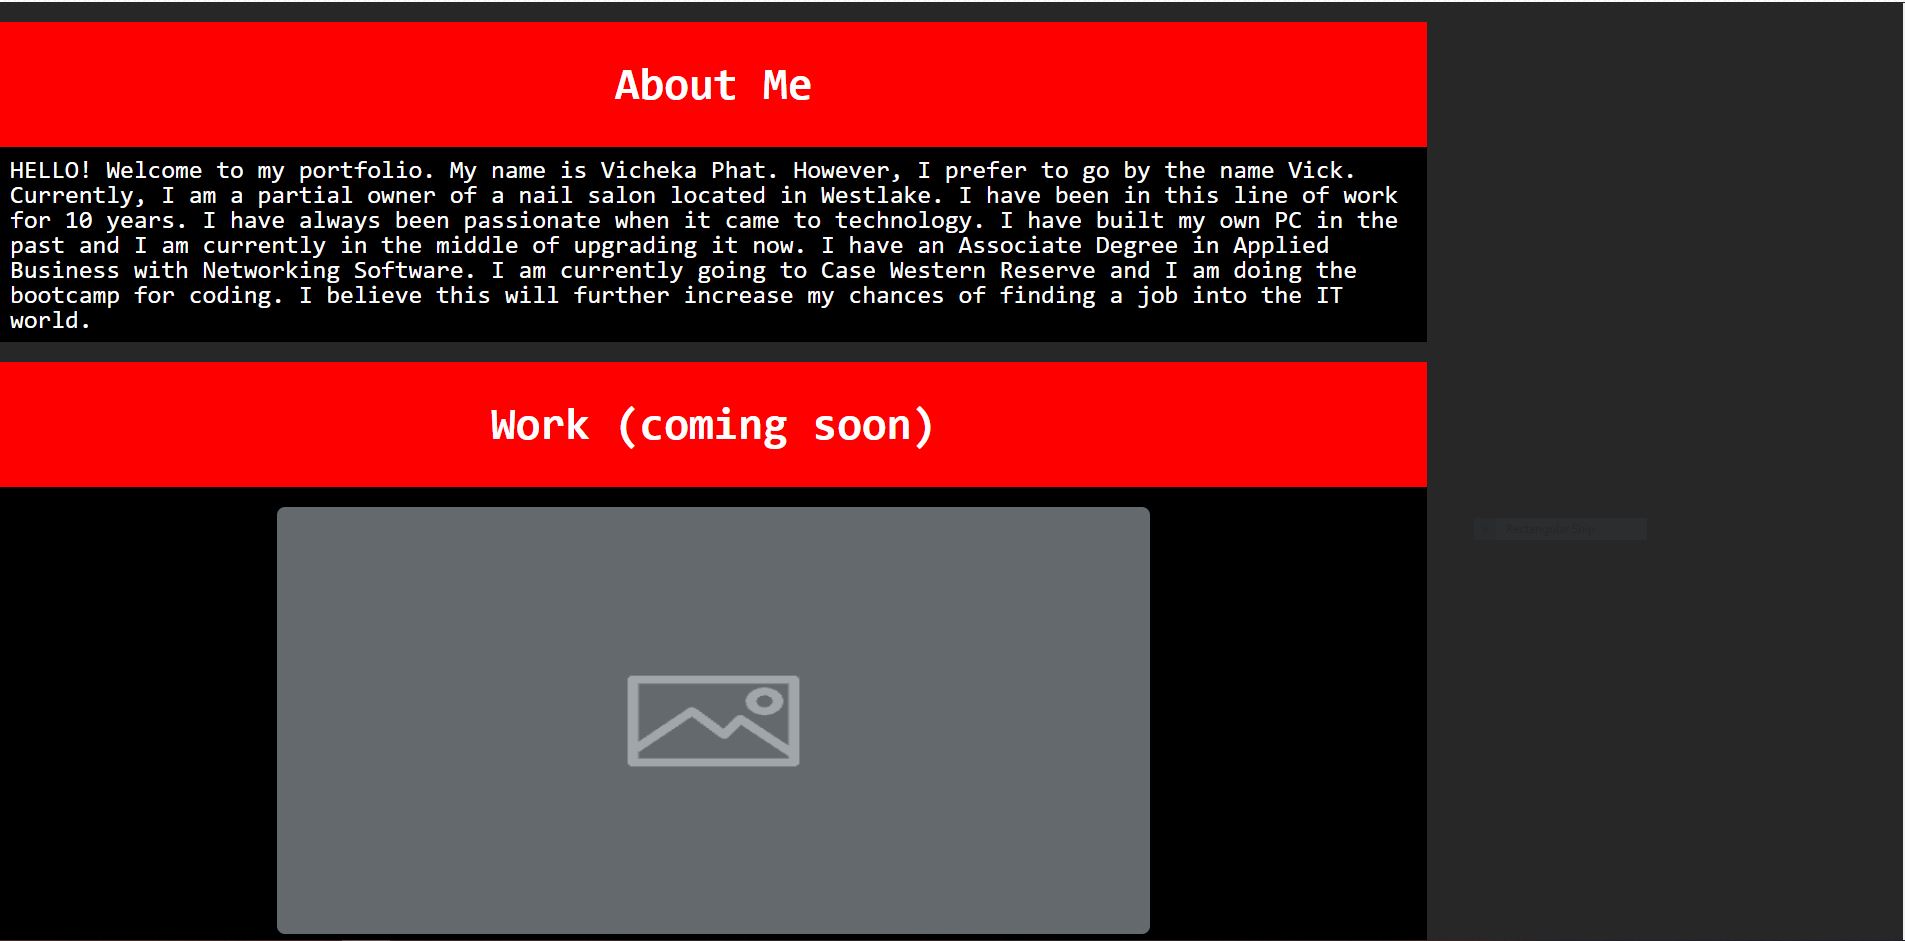 About Me
HELLO! Welcome to my portfolio. My name is Vicheka Phat. However, I prefer to go by the name Vick.
Currently, I am a partial owner of a nail salon located in Westlake. I have been in this line of work
for 10 years. I have always been passionate when it came to technology. I have built my own PC in the
past and I am currently in the middle of upgrading it now. I have an Associate Degree in Applied
Business with Networking Software. I am currently going to Case Western Reserve and I am doing the
bootcamp for coding. I believe this will further increase my chances of finding a job into the IT
world.
Work (coming soon)
Rectangular Snip